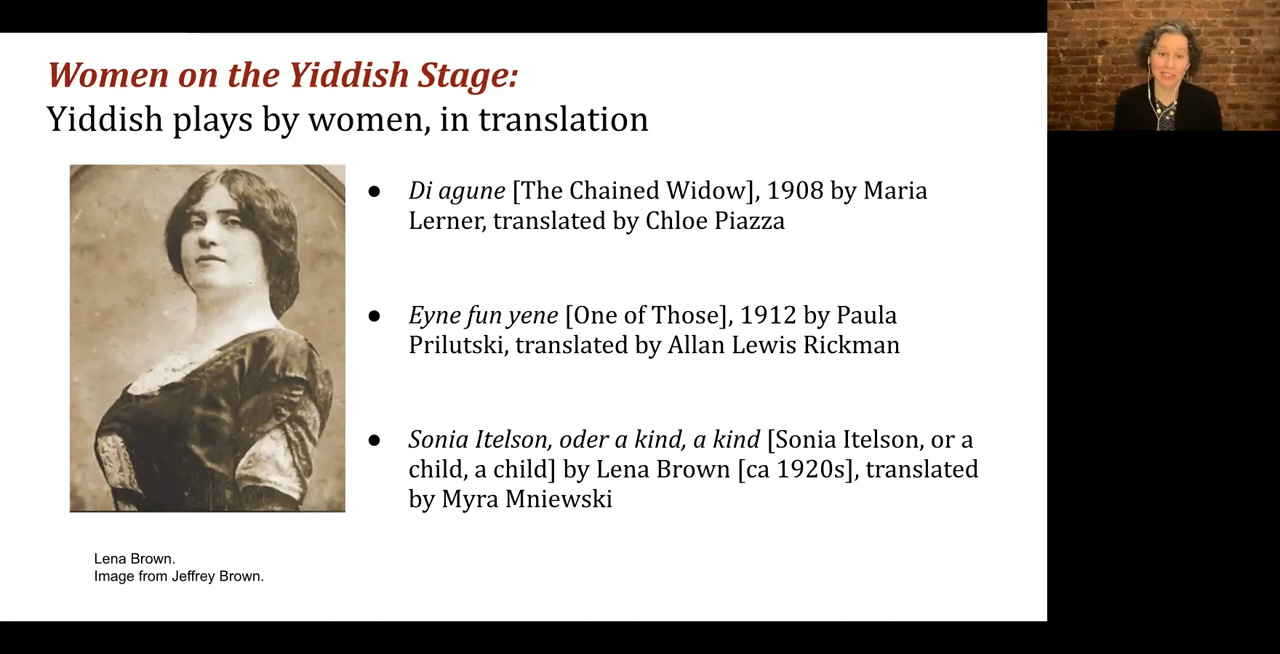 Women on the Yiddish Stage:
Yiddish plays by women, in translation
● Di agune [The Chained Widow], 1908 by Maria
Lerner, translated by Chloe Piazza
● Eyne fun yene [One of Those], 1912 by Paula
Prilutski, translated by Allan Lewis Rickman
● Sonia Itelson, oder a kind, a kind [Sonia Itelson, or a
child, a child] by Lena Brown [ca 1920s], translated
by Myra Mniewski
Lena Brown.
Image from Jeffrey Brown.